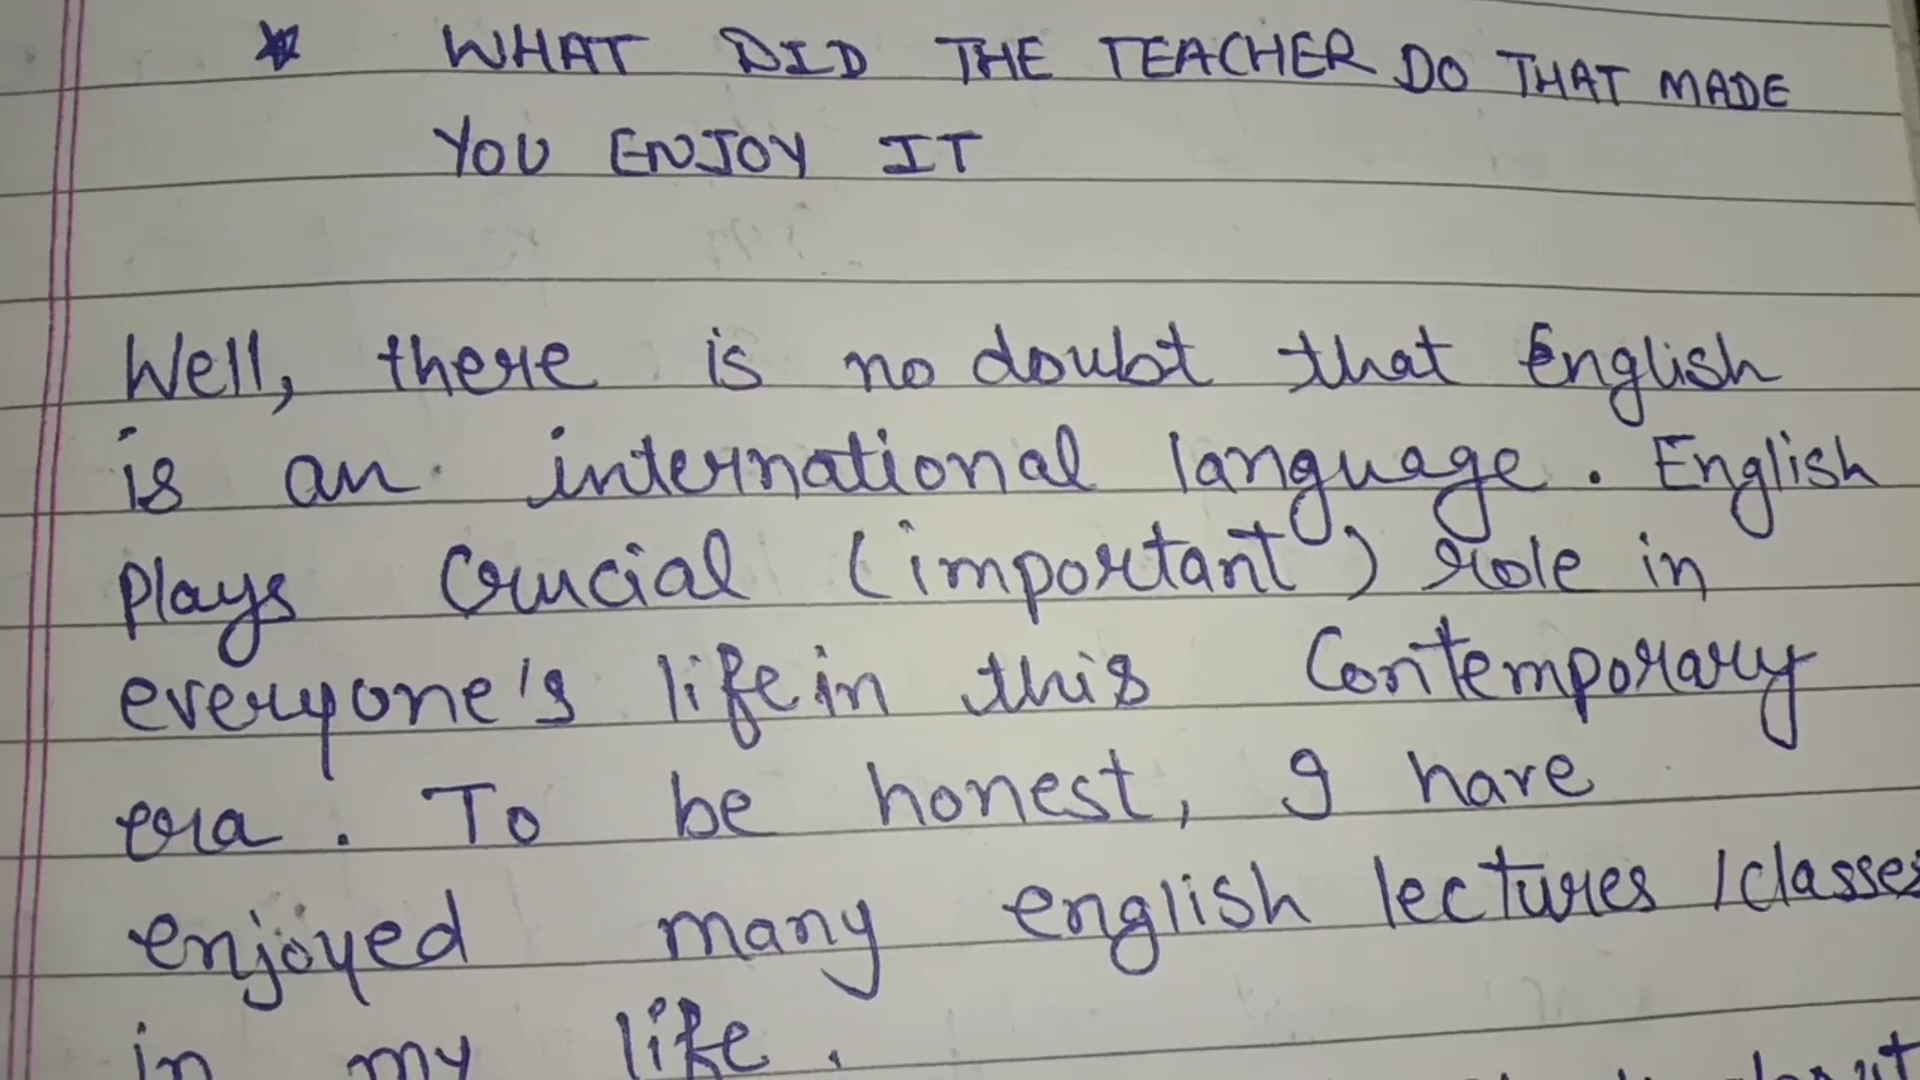 * WHAT DID THE TEACHER DO THAT MADE
YOU ENJOY IT
Well, there is no doubt that English
is an international language. English
plays crucial (important) role in
everyone's life in this Contemporary
era. To be honest, I have
enjoyed many english lectures /classes
in my life.